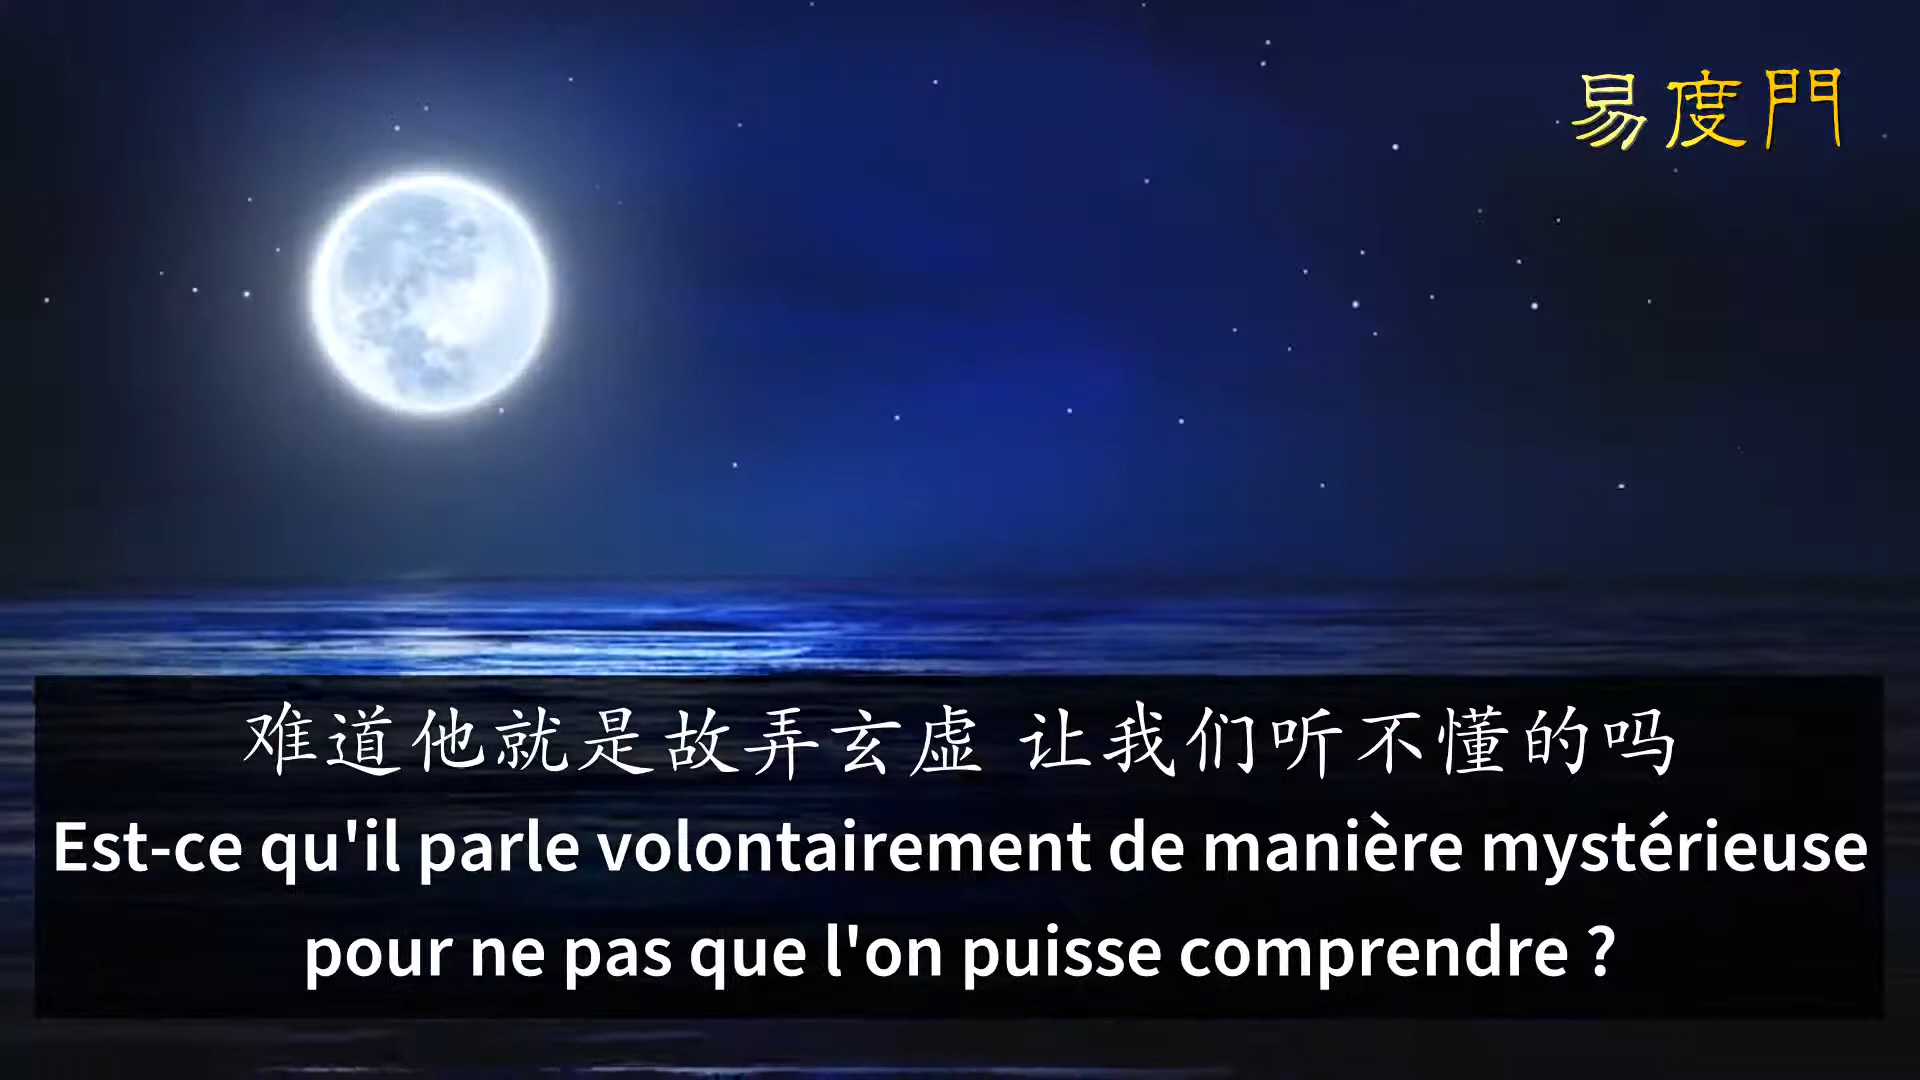 易度門
难道他就是故弄玄虚 让我们听不懂的吗
Est-ce qu'il parle volontairement de manière mystérieuse
pour ne pas que l'on puisse comprendre ?